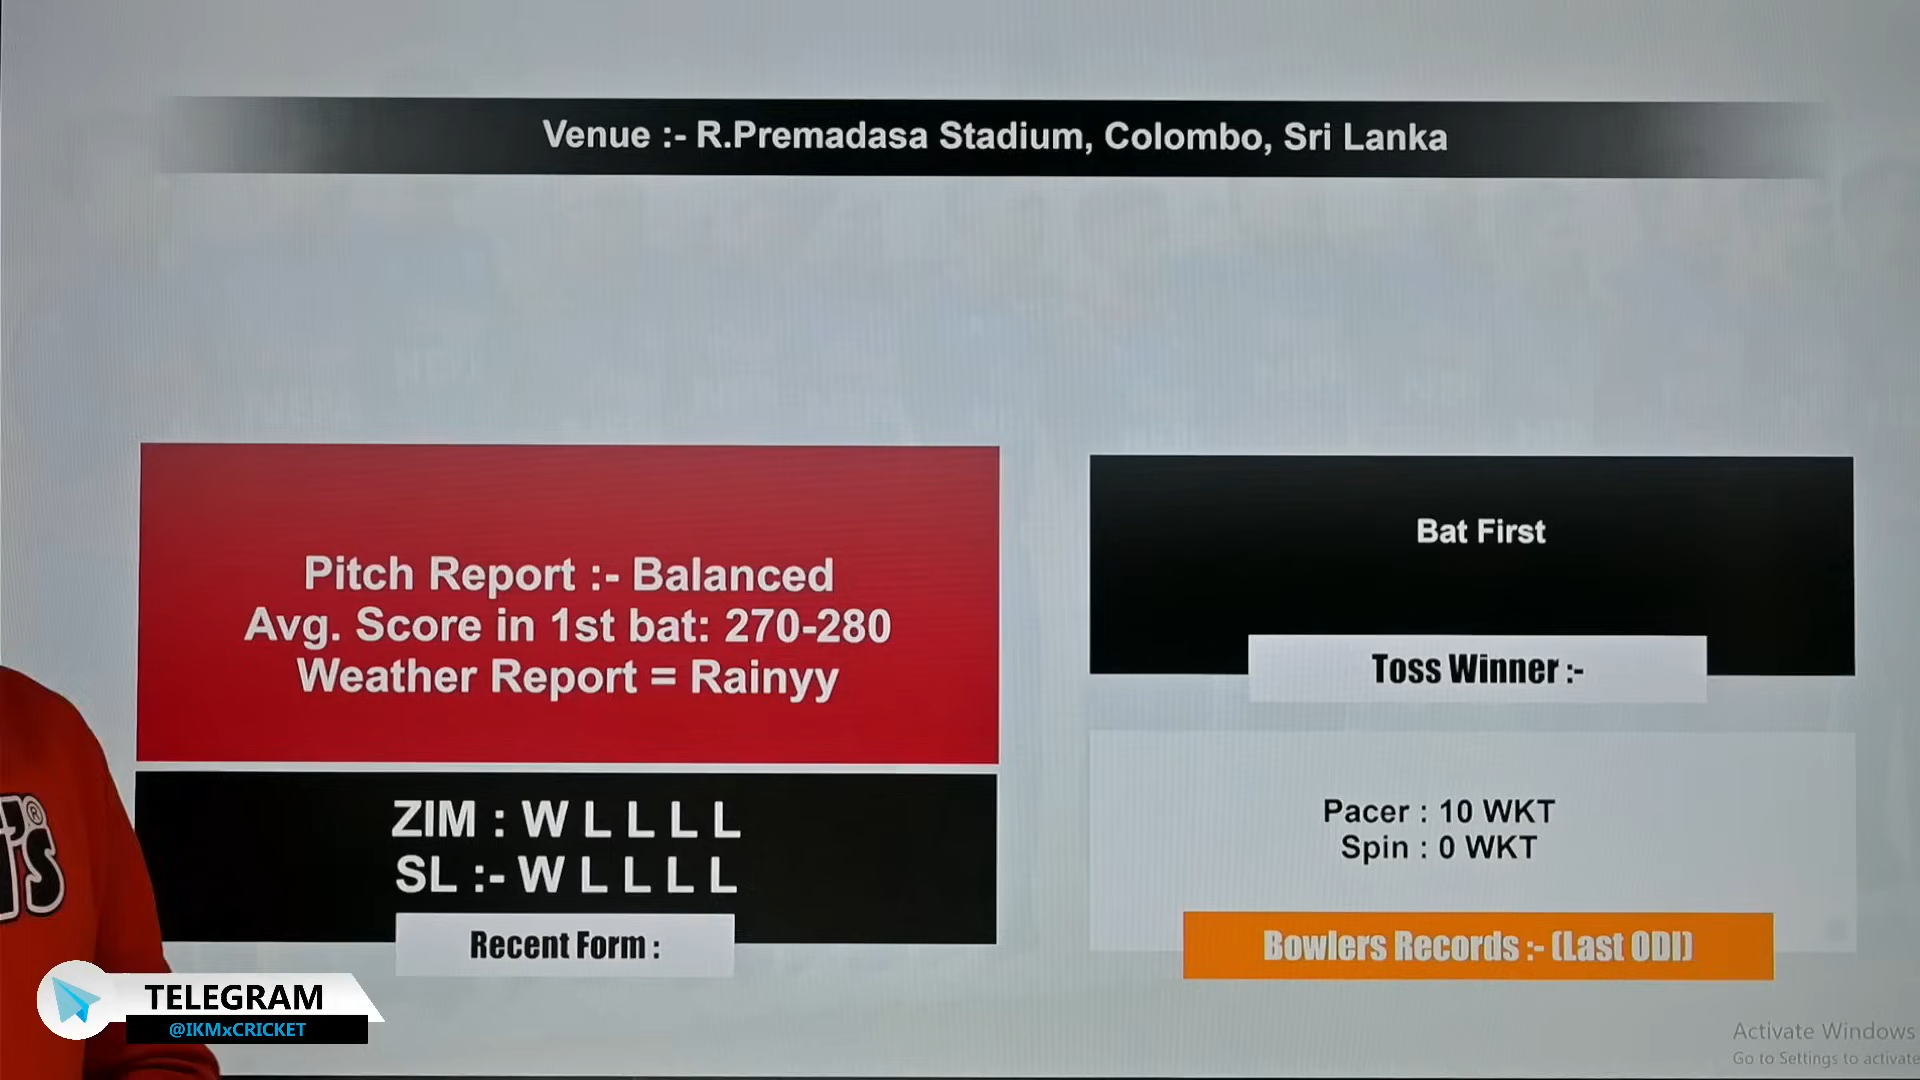 Venue :- R.Premadasa Stadium, Colombo, Sri Lanka
Pitch Report :- Balanced
Avg. Score in 1st bat: 270-280
Weather Report = Rainyy
ZIM : W L L L L
SL :- W L L L L
Recent Form :
Bat First
Toss Winner :-
Pacer : 10 WKT
Spin : 0 WKT
Bowlers Records :- (Last ODI)
TELEGRAM
@IKMxCRICKET
Activate Windows
Go to Settings to activate